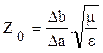 Z₀ = Δb/Δa √(μ/ε)